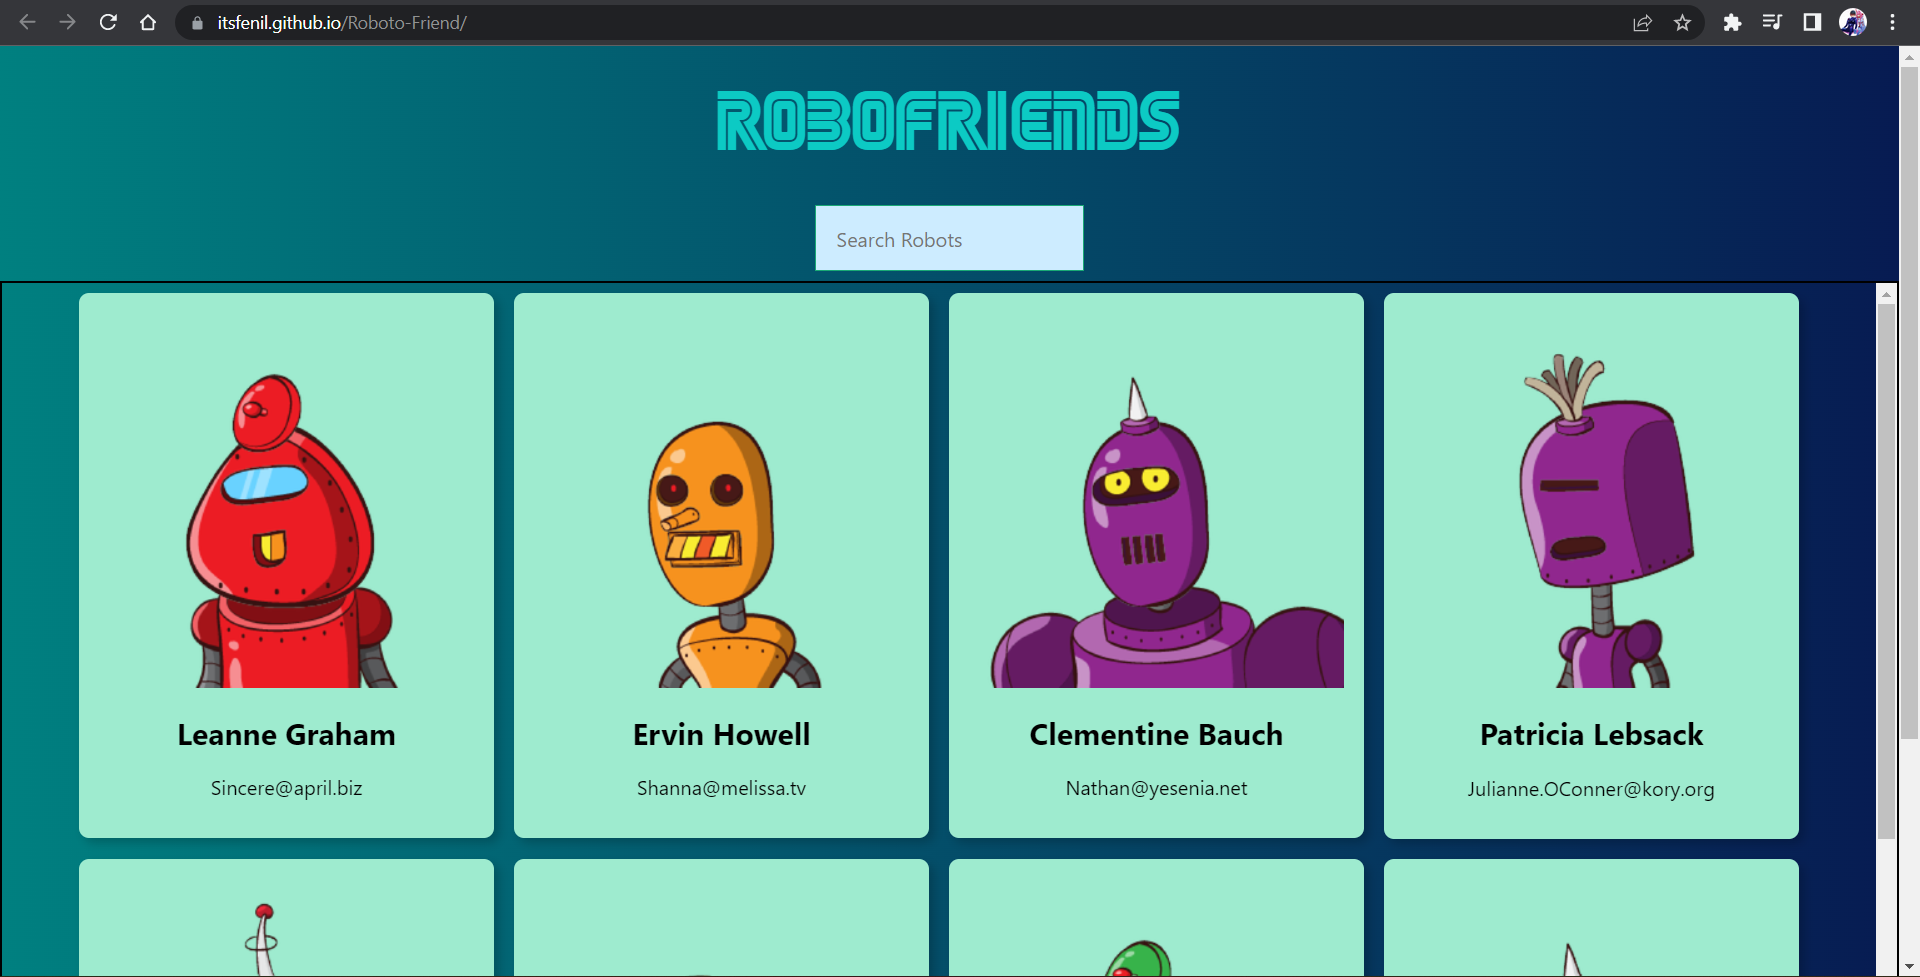 itsfenil.github.io/Roboto-Friend/
ROBOFRIENDS
Search Robots
Leanne Graham
Sincere@april.biz
Ervin Howell
Shanna@melissa.tv
Clementine Bauch
Nathan@yesenia.net
Patricia Lebsack
Julianne.OConner@kory.org